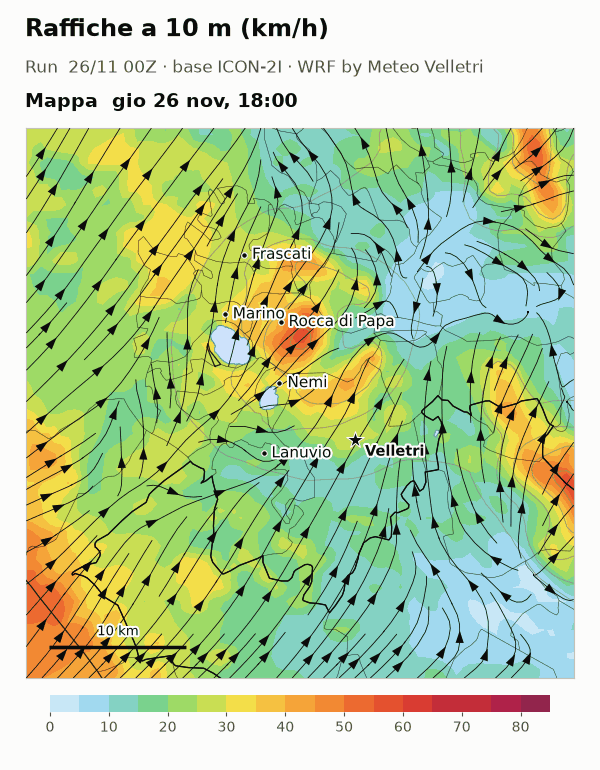 Raffiche a 10 m (km/h)
Run  26/11 00Z · base ICON-2I · WRF by Meteo Velletri
Mappa  gio 26 nov, 18:00
Frascati
Marino
Rocca di Papa
Nemi
Lanuvio
Velletri
10 km
0 10 20 30 40 50 60 70 80